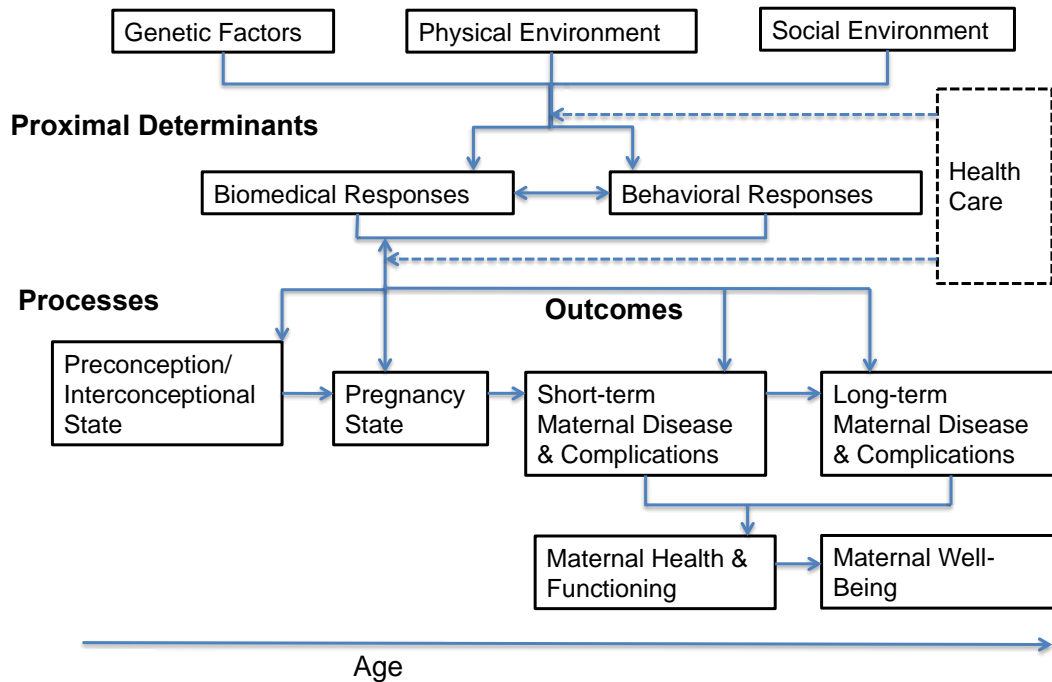 Genetic Factors
Physical Environment
Social Environment
Proximal Determinants
Health
Care
Biomedical Responses
Behavioral Responses
Processes
Outcomes
Preconception/
Interconceptional
State
Pregnancy
State
Short-term
Maternal Disease
& Complications
Long-term
Maternal Disease
& Complications
Maternal Health &
Functioning
Maternal Well-
Being
Age